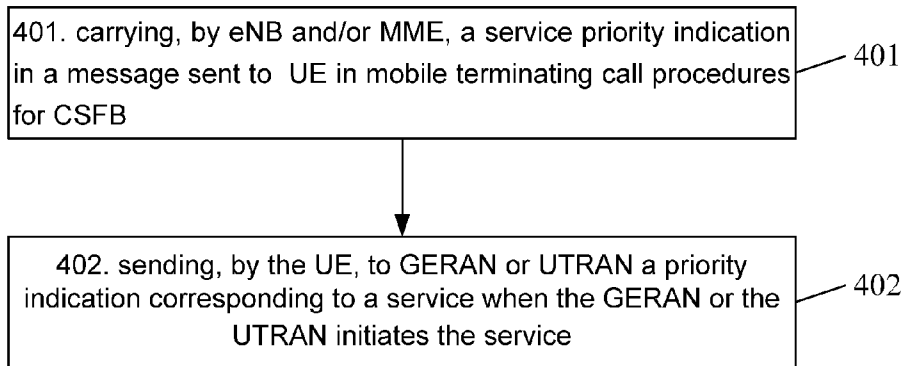 401. carrying, by eNB and/or MME, a service priority indication
in a message sent to UE in mobile terminating call procedures
for CSFB
401
402. sending, by the UE, to GERAN or UTRAN a priority
indication corresponding to a service when the GERAN or the
UTRAN initiates the service
402